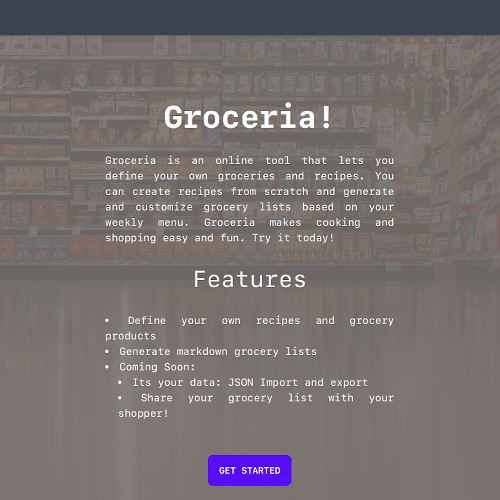 Groceria!
Groceria is an online tool that lets you
define your own groceries and recipes. You
can create recipes from scratch and generate
and customize grocery lists based on your
weekly menu. Groceria makes cooking and
shopping easy and fun. Try it today!
Features
• Define your own recipes and grocery
products
• Generate markdown grocery lists
• Coming Soon:
• Its your data: JSON Import and export
• Share your grocery list with your
shopper!
GET STARTED